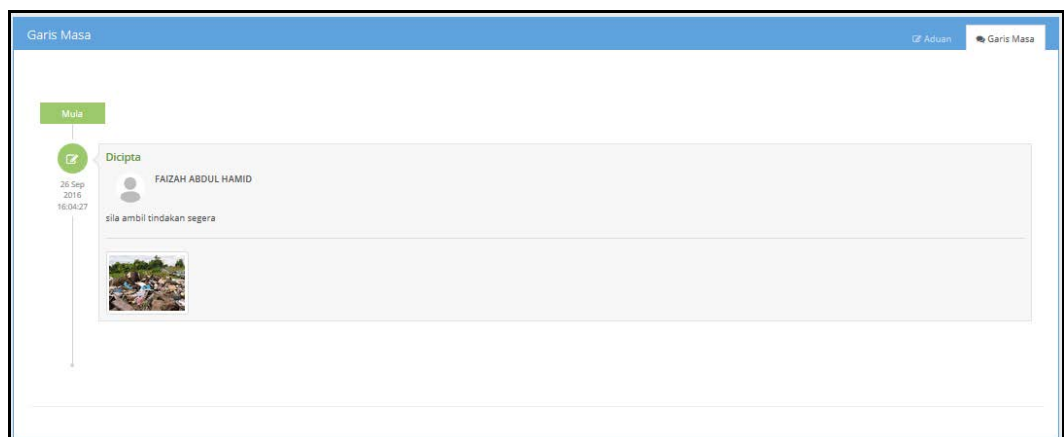 Garis Masa
Aduan
Garis Masa
Mula
Dicipta
FAIZAH ABDUL HAMID
26 Sep
2016
16:04:27
sila ambil tindakan segera